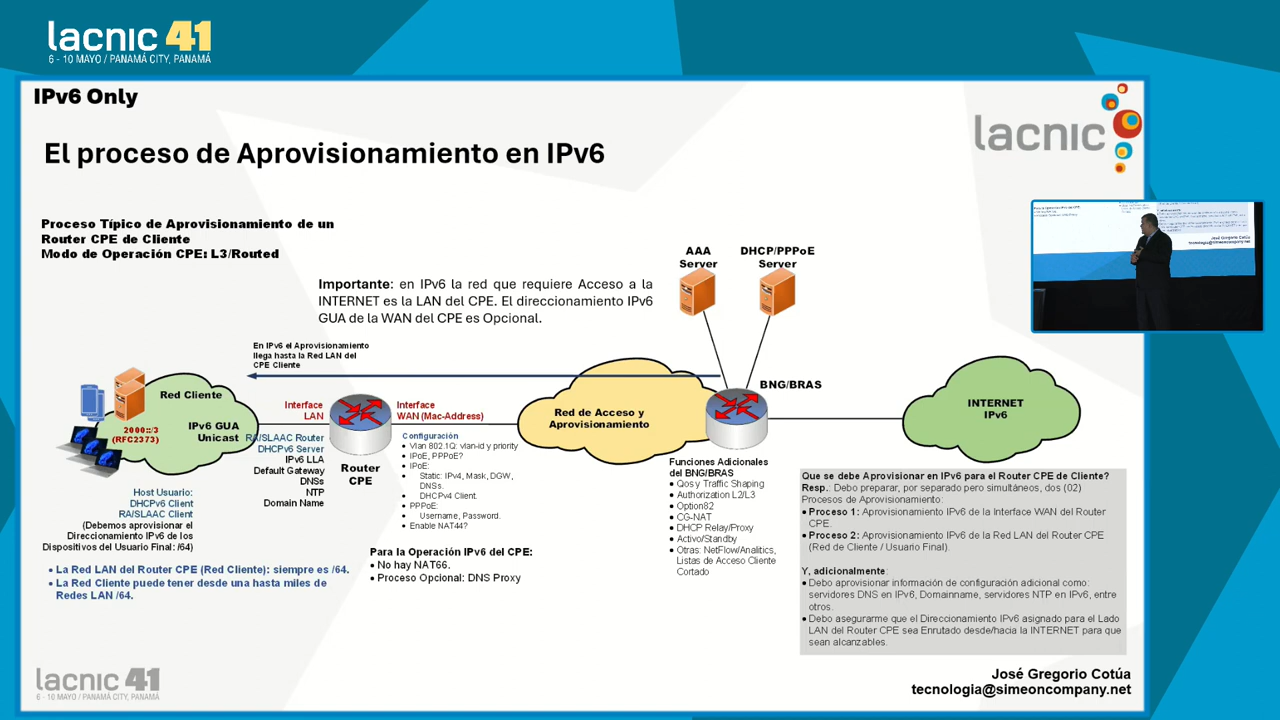 lacnic 41
6 - 10 MAYO / PANAMÁ CITY, PANAMÁ
IPv6 Only
lacnic
El proceso de Aprovisionamiento en IPv6
Proceso Típico de Aprovisionamiento de un
Router CPE de Cliente
Modo de Operación CPE: L3/Routed
Importante: en IPv6 la red que requiere Acceso a la
INTERNET es la LAN del CPE. El direccionamiento IPv6
GUA de la WAN del CPE es Opcional.
AAA
Server
DHCP/PPPoE
Server
José Gregorio Cotúa
tecnologia@simeoncompany.net
En IPv6 el Aprovisionamiento
llega hasta la Red LAN del
CPE Cliente
Red Cliente
2000::/3
(RFC2373)
IPv6 GUA
Unicast
Interface
LAN
RA/SLAAC Router
DHCPv6 Server
IPv6 LLA
Default Gateway
DNSs
NTP
Domain Name
Router
CPE
Interface
WAN (Mac-Address)
Configuración
• Vlan 802.1Q: vlan-id y priority
• IPoE, PPPoE?
• IPoE:
• Static: IPv4, Mask, DGW,
DNSs.
• DHCPv4 Client.
• PPPoE:
• Username, Password.
• Enable NAT44?
Red de Acceso y
Aprovisionamiento
BNG/BRAS
INTERNET
IPv6
Host Usuario:
DHCPv6 Client
RA/SLAAC Client
(Debemos aprovisionar el
Direccionamiento IPv6 de los
Dispositivos del Usuario Final: /64)
• La Red LAN del Router CPE (Red Cliente): siempre es /64.
• La Red Cliente puede tener desde una hasta miles de
Redes LAN /64.
Para la Operación IPv6 del CPE:
• No hay NAT66.
• Proceso Opcional: DNS Proxy
Funciones Adicionales
del BNG/BRAS
• Qos y Traffic Shaping
• Authorization L2/L3
• Option82
• CG-NAT
• DHCP Relay/Proxy
• Activo/Standby
• Otras: NetFlow/Analitics,
Listas de Acceso Cliente
Cortado
Que se debe Aprovisionar en IPv6 para el Router CPE de Cliente?
Resp.: Debo preparar, por separado pero simultáneos, dos (02)
Procesos de Aprovisionamiento:
• Proceso 1: Aprovisionamiento IPv6 de la Interface WAN del Router
CPE.
• Proceso 2: Aprovisionamiento IPv6 de la Red LAN del Router CPE
(Red de Cliente / Usuario Final).
Y, adicionalmente:
• Debo aprovisionar información de configuración adicional como:
servidores DNS en IPv6, Domainname, servidores NTP en IPv6, entre
otros.
• Debo asegurarme que el Direccionamiento IPv6 asignado para el Lado
LAN del Router CPE sea Enrutado desde/hacia la INTERNET para que
sean alcanzables.
lacnic 41
6 - 10 MAYO / PANAMÁ CITY, PANAMÁ
José Gregorio Cotúa
tecnologia@simeoncompany.net